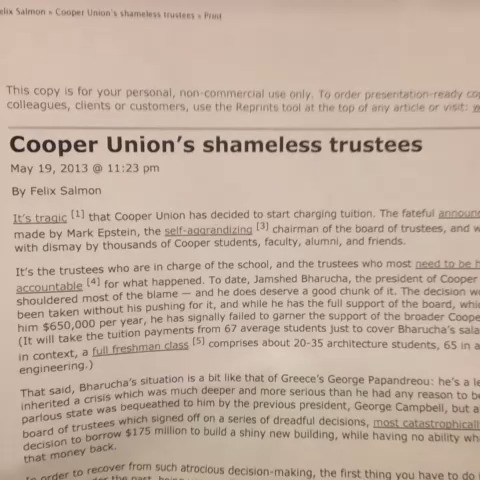 elix Salmon » Cooper Union's shameless trustees » Print
This copy is for your personal, non-commercial use only. To order presentation-ready
colleagues, clients or customers, use the Reprints tool at the top of any article or visit:
Cooper Union's shameless trustees
May 19, 2013 @ 11:23 pm
By Felix Salmon
It's tragic [1] that Cooper Union has decided to start charging tuition. The fateful
made by Mark Epstein, the self-aggrandizing [3] chairman of the board of trustees, and
with dismay by thousands of Cooper students, faculty, alumni, and friends.
It's the trustees who are in charge of the school, and the trustees who most need to be
accountable [4] for what happened. To date, Jamshed Bharucha, the president of Cooper
shouldered most of the blame — and he does deserve a good chunk of it. The decision
been taken without his pushing for it, and while he has the full support of the board,
him $650,000 per year, he has signally failed to garner the support of the broader
(It will take the tuition payments from 67 average students just to cover Bharucha's
in context, a full freshman class [5] comprises about 20-35 architecture students, 65 in
engineering.)
That said, Bharucha's situation is a bit like that of Greece's George Papandreou: he's a
inherited a crisis which was much deeper and more serious than he had any reason to
parlous state was bequeathed to him by the previous president, George Campbell, but
board of trustees which signed off on a series of dreadful decisions, most
decision to borrow $175 million to build a shiny new building, while having no ability
that money back.
In order to recover from such atrocious decision-making, the first thing you have to do
the past,